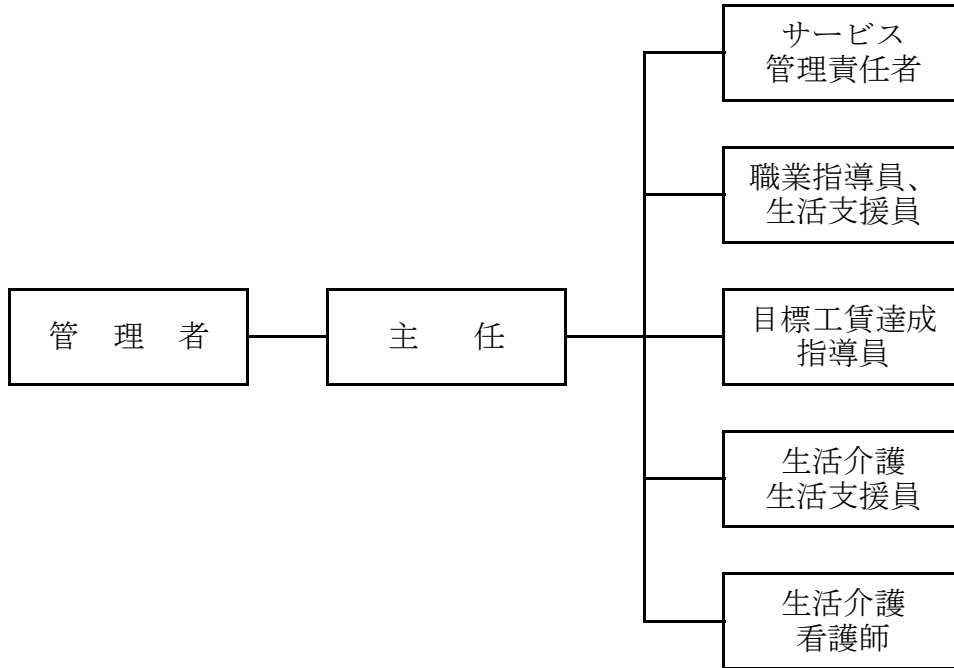 サービス
管理責任者
職業指導員、
生活支援員
管　理　者
主　任
目標工賃達成
指導員
生活介護
生活支援員
生活介護
看護師